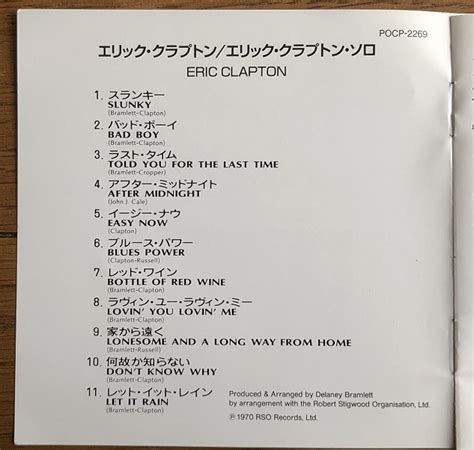 POCP-2269
エリック・クラプトン/エリック・クラプトン・ソロ
ERIC CLAPTON
1. スランキー
SLUNKY
(Bramlett-Clapton)
2. バッド・ボーイ
BAD BOY
(Bramlett-Clapton)
3. ラスト・タイム
TOLD YOU FOR THE LAST TIME
(Bramlett-Cropper)
4. アフター・ミッドナイト
AFTER MIDNIGHT
(John J. Cale)
5. イージー・ナウ
EASY NOW
(Clapton)
6. ブルース・パワー
BLUES POWER
(Clapton-Russell)
7. レッド・ワイン
BOTTLE OF RED WINE
(Bramlett-Clapton)
8. ラヴィン・ユー・ラヴィン・ミー
LOVIN' YOU LOVIN' ME
(Bramlett-Clapton)
9. 家から遠く
LONESOME AND A LONG WAY FROM HOME
(Bramlett-Russell)
10. 何故か知らない
DON'T KNOW WHY
(Bramlett-Clapton)
11. レット・イット・レイン
LET IT RAIN
(Bramlett-Clapton)
Produced & Arranged by Delaney Bramlett
by arrangement with the Robert Stigwood Organisation, Ltd.
℗1970 RSO Records, Ltd.